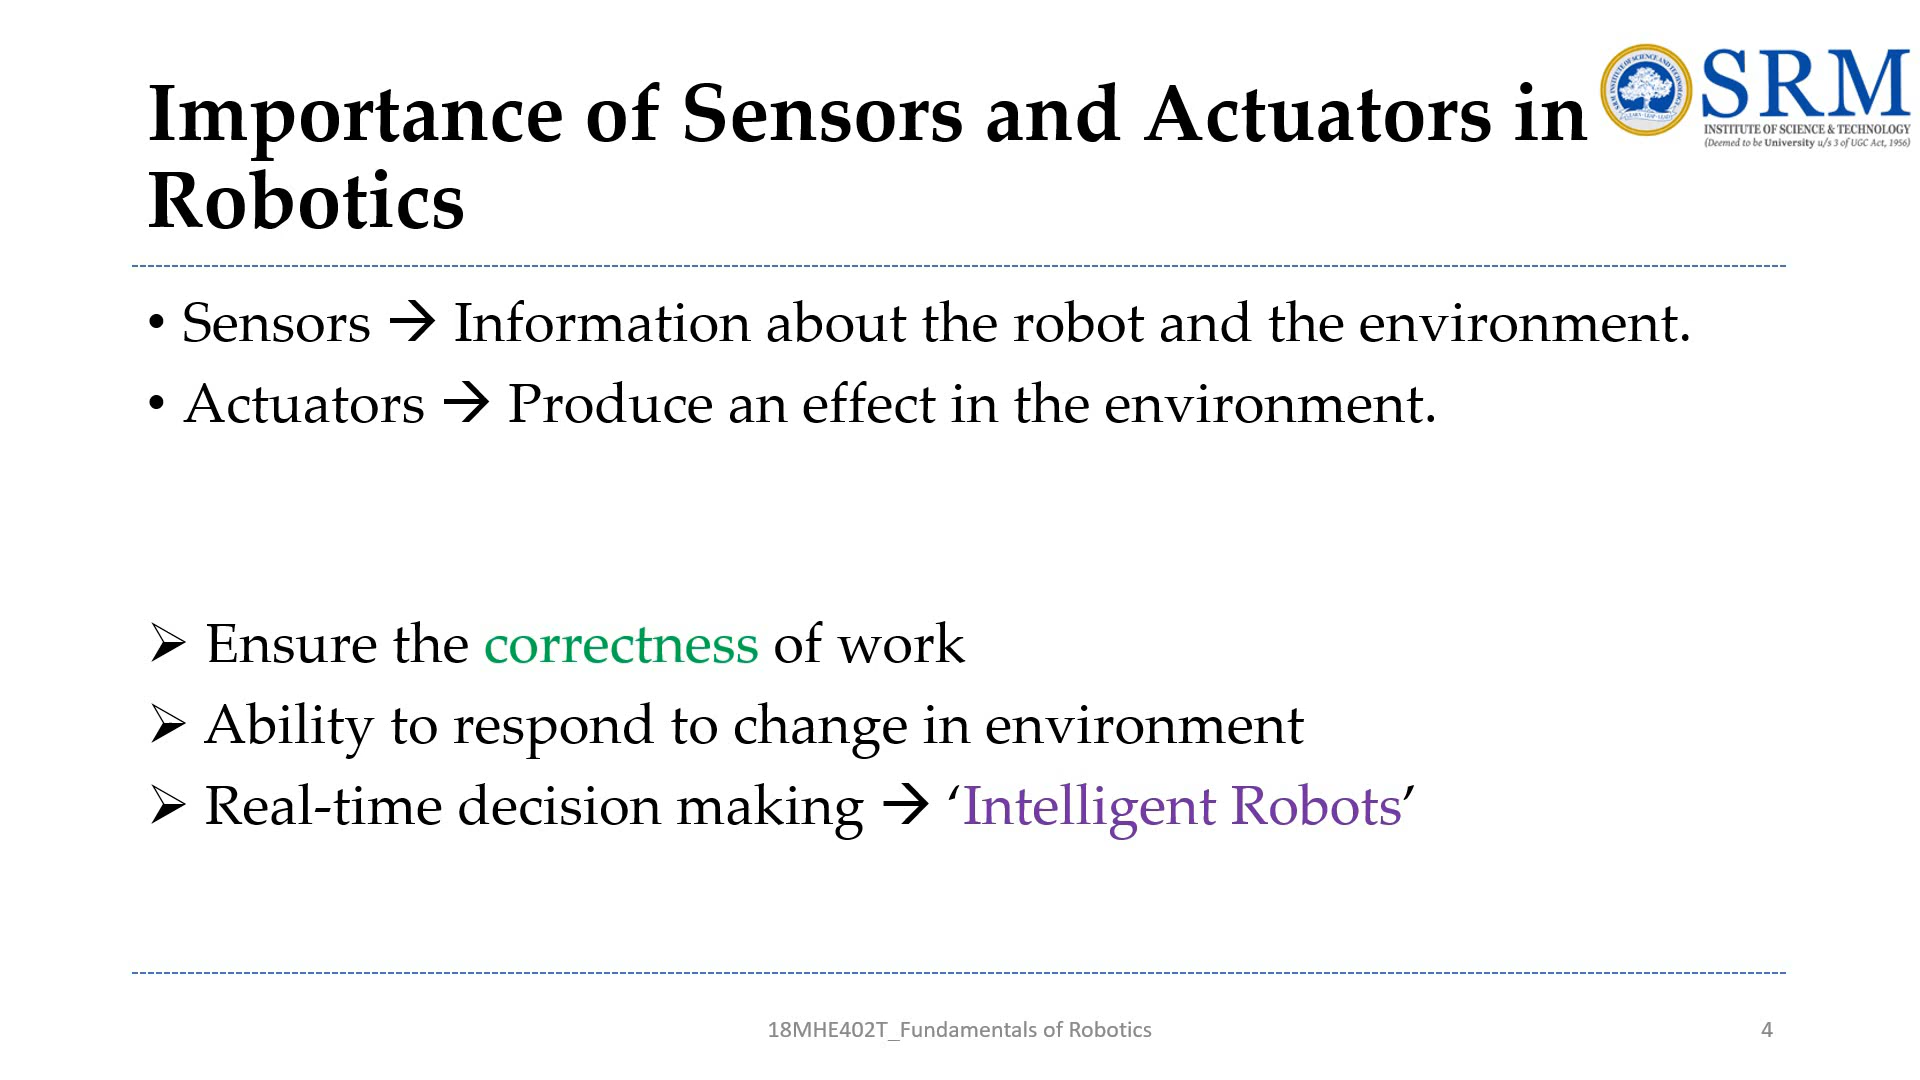 Importance of Sensors and Actuators in
Robotics
SRM
INSTITUTE OF SCIENCE & TECHNOLOGY
(Deemed to be University u/s 3 of UGC Act, 1956)
• Sensors → Information about the robot and the environment.
• Actuators → Produce an effect in the environment.
➢ Ensure the correctness of work
➢ Ability to respond to change in environment
➢ Real-time decision making → ‘Intelligent Robots’
18MHE402T_Fundamentals of Robotics
4